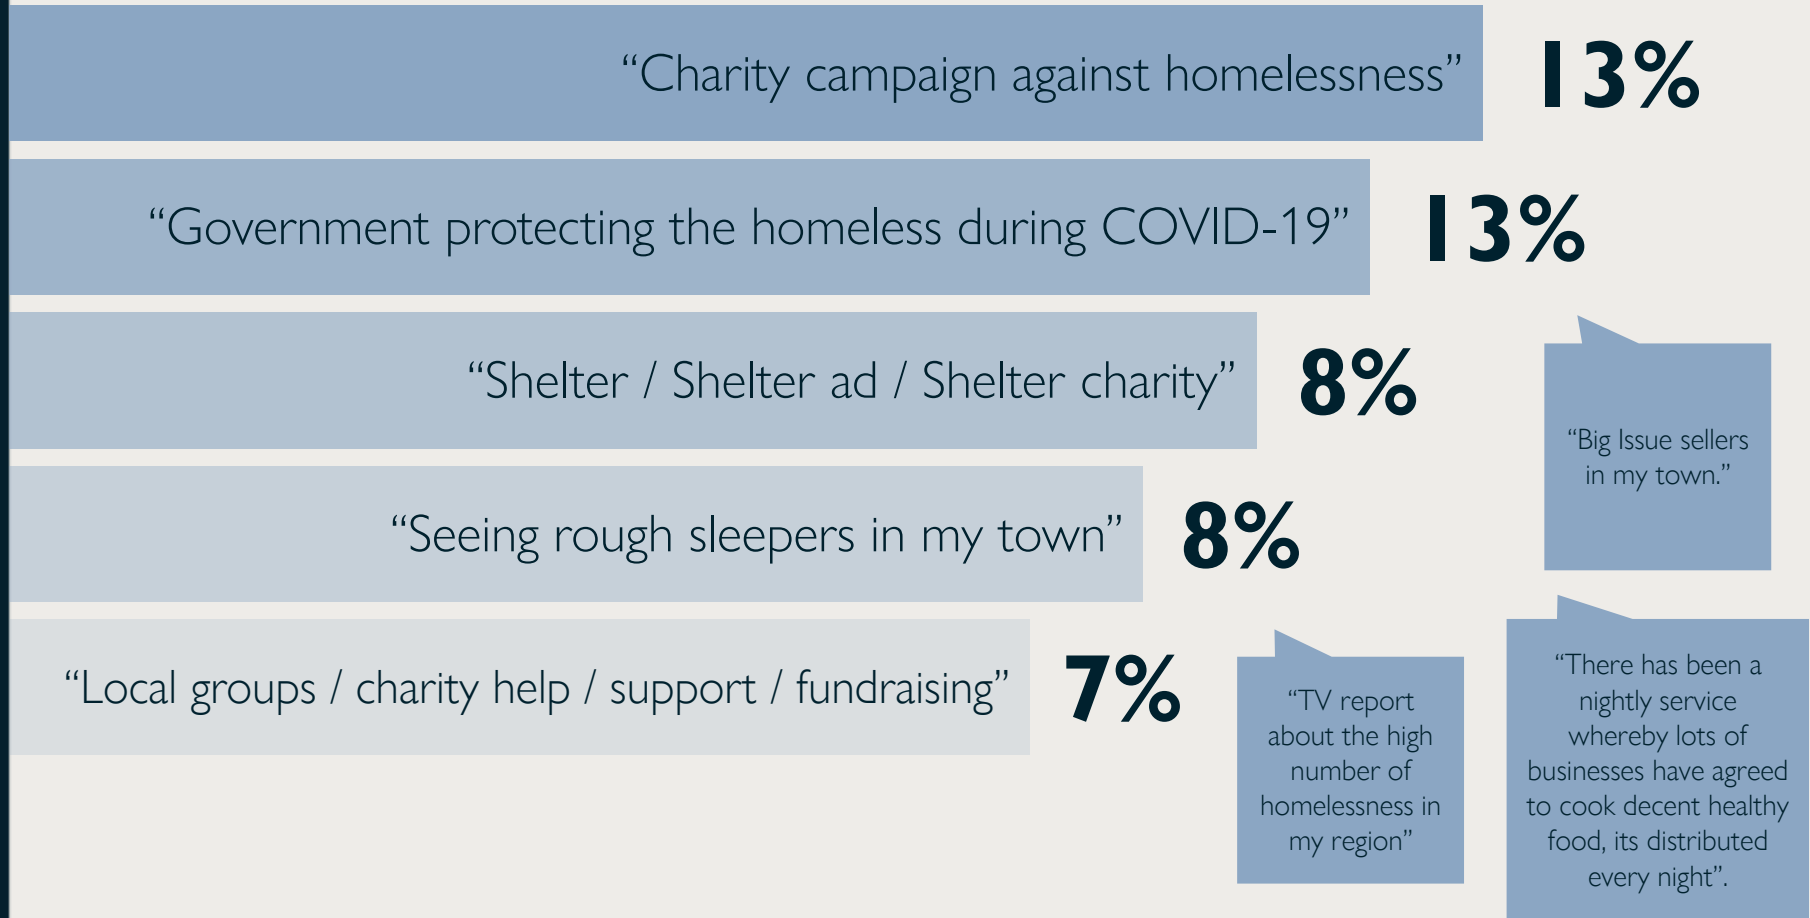 “Charity campaign against homelessness” 13%
“Government protecting the homeless during COVID-19” 13%
“Shelter / Shelter ad / Shelter charity” 8%
“Seeing rough sleepers in my town” 8%
“Local groups / charity help / support / fundraising” 7%
“Big Issue sellers
in my town.”
“TV report
about the high
number of
homelessness in
my region”
“There has been a
nightly service
whereby lots of
businesses have agreed
to cook decent healthy
food, its distributed
every night”.